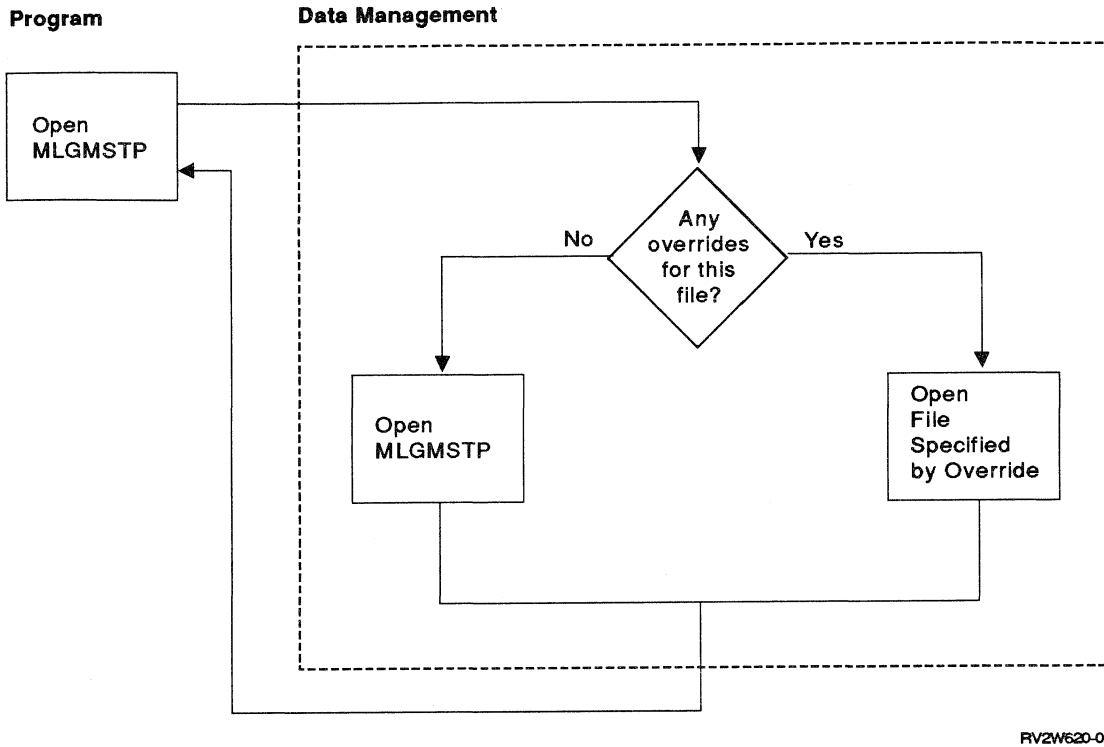 Program
Data Management
Open
MLGMSTP
Any
overrides
for this
file?
No
Yes
Open
MLGMSTP
Open
File
Specified
by Override
RV2W620-0